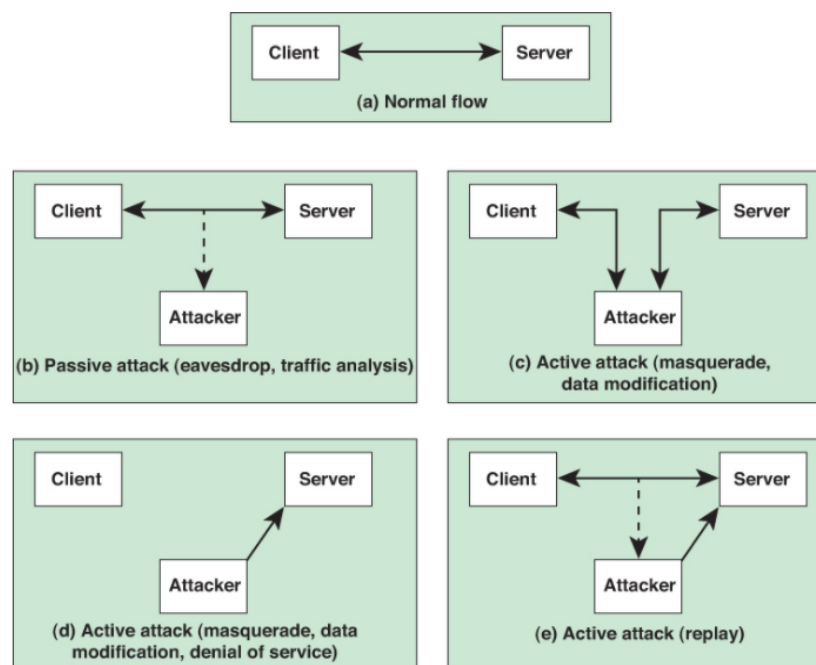 Client
Server
(a) Normal flow
Client
Server
Attacker
(b) Passive attack (eavesdrop, traffic analysis)
Client
Server
Attacker
(c) Active attack (masquerade,
data modification)
Client
Server
Attacker
(d) Active attack (masquerade, data
modification, denial of service)
Client
Server
Attacker
(e) Active attack (replay)